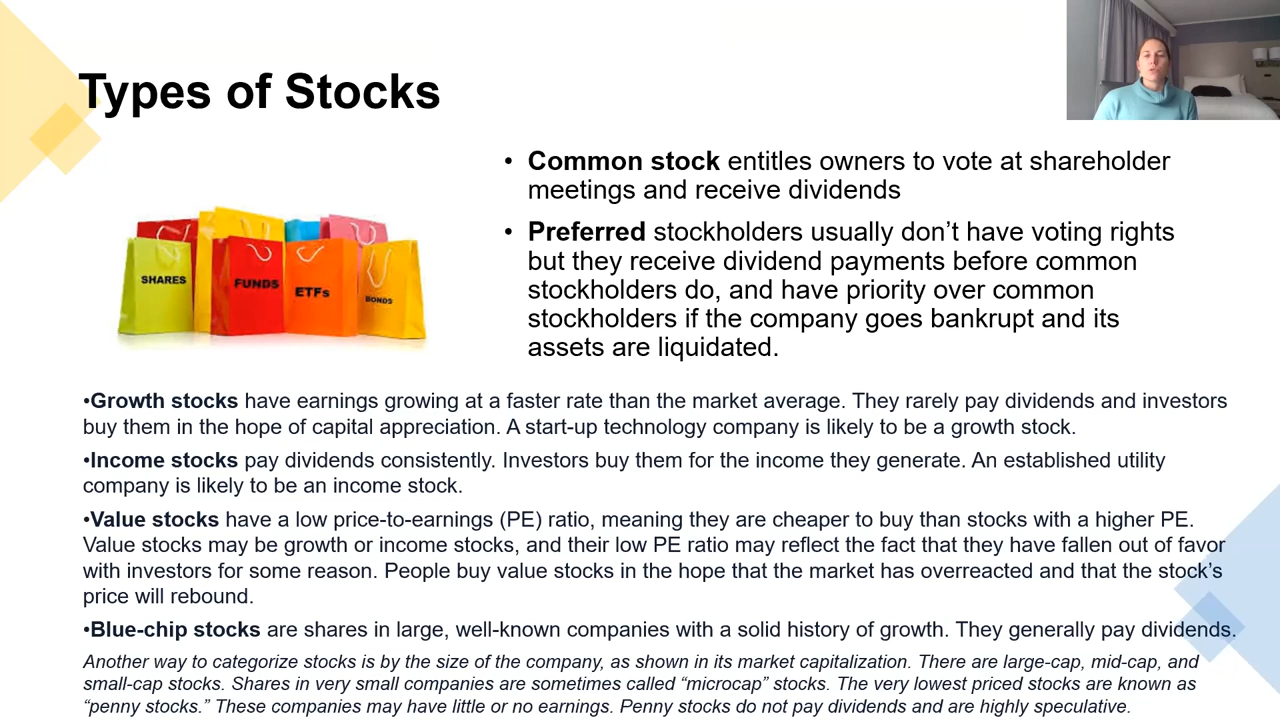 Types of Stocks
SHARES
FUNDS
ETFs
BONDS
• Common stock entitles owners to vote at shareholder
meetings and receive dividends
• Preferred stockholders usually don’t have voting rights
but they receive dividend payments before common
stockholders do, and have priority over common
stockholders if the company goes bankrupt and its
assets are liquidated.
•Growth stocks have earnings growing at a faster rate than the market average. They rarely pay dividends and investors
buy them in the hope of capital appreciation. A start-up technology company is likely to be a growth stock.
•Income stocks pay dividends consistently. Investors buy them for the income they generate. An established utility
company is likely to be an income stock.
•Value stocks have a low price-to-earnings (PE) ratio, meaning they are cheaper to buy than stocks with a higher PE.
Value stocks may be growth or income stocks, and their low PE ratio may reflect the fact that they have fallen out of favor
with investors for some reason. People buy value stocks in the hope that the market has overreacted and that the stock’s
price will rebound.
•Blue-chip stocks are shares in large, well-known companies with a solid history of growth. They generally pay dividends.
Another way to categorize stocks is by the size of the company, as shown in its market capitalization. There are large-cap, mid-cap, and
small-cap stocks. Shares in very small companies are sometimes called “microcap” stocks. The very lowest priced stocks are known as
“penny stocks.” These companies may have little or no earnings. Penny stocks do not pay dividends and are highly speculative.